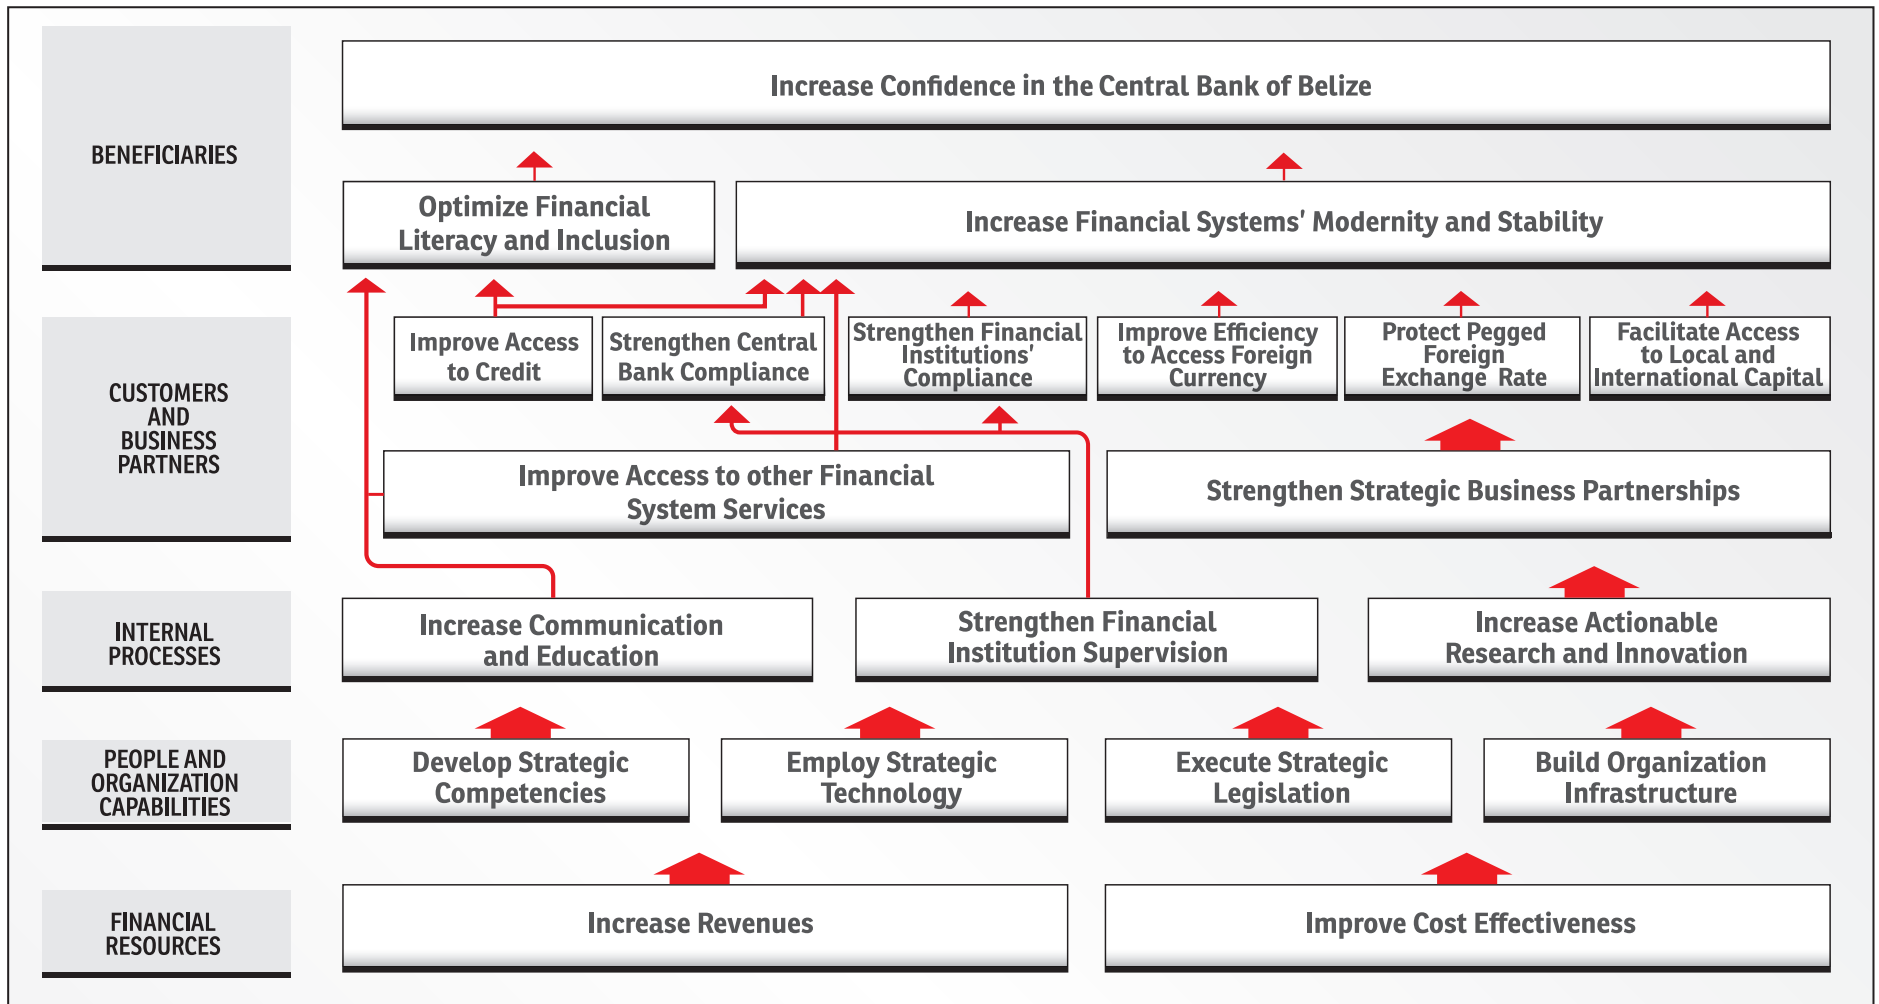 BENEFICIARIES
Increase Confidence in the Central Bank of Belize
Optimize Financial
Literacy and Inclusion
Increase Financial Systems' Modernity and Stability
CUSTOMERS
AND
BUSINESS
PARTNERS
Improve Access
to Credit
Strengthen Central
Bank Compliance
Strengthen Financial
Institutions'
Compliance
Improve Efficiency
to Access Foreign
Currency
Protect Pegged
Foreign
Exchange Rate
Facilitate Access
to Local and
International Capital
Improve Access to other Financial
System Services
Strengthen Strategic Business Partnerships
INTERNAL
PROCESSES
Increase Communication
and Education
Strengthen Financial
Institution Supervision
Increase Actionable
Research and Innovation
PEOPLE AND
ORGANIZATION
CAPABILITIES
Develop Strategic
Competencies
Employ Strategic
Technology
Execute Strategic
Legislation
Build Organization
Infrastructure
FINANCIAL
RESOURCES
Increase Revenues
Improve Cost Effectiveness